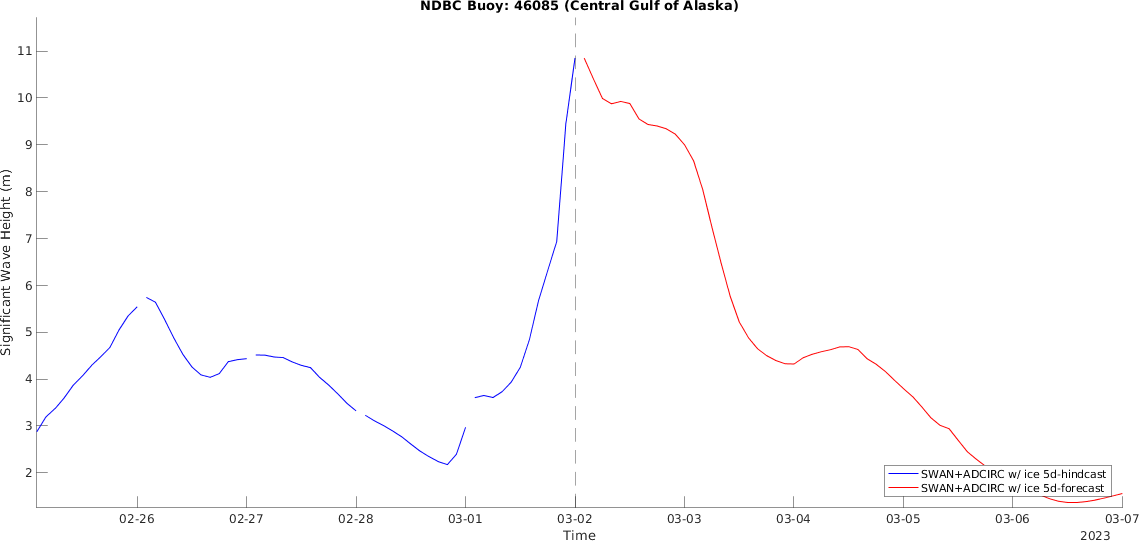 NDBC Buoy: 46085 (Central Gulf of Alaska)
Significant Wave Height (m)
11
10
9
8
7
6
5
4
3
2
SWAN+ADCIRC w/ ice 5d-hindcast
SWAN+ADCIRC w/ ice 5d-forecast
02-26 02-27 02-28 03-01 03-02 03-03 03-04 03-05 03-06 03-07
Time
2023